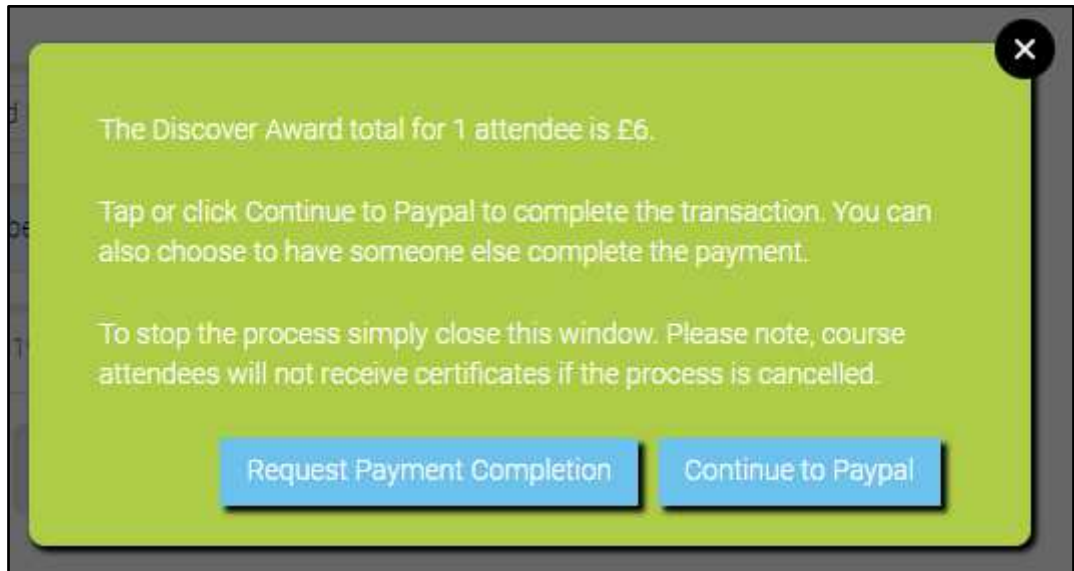 The Discover Award total for 1 attendee is £6.
Tap or click Continue to Paypal to complete the transaction. You can
also choose to have someone else complete the payment.
To stop the process simply close this window. Please note, course
attendees will not receive certificates if the process is cancelled.
Request Payment Completion
Continue to Paypal